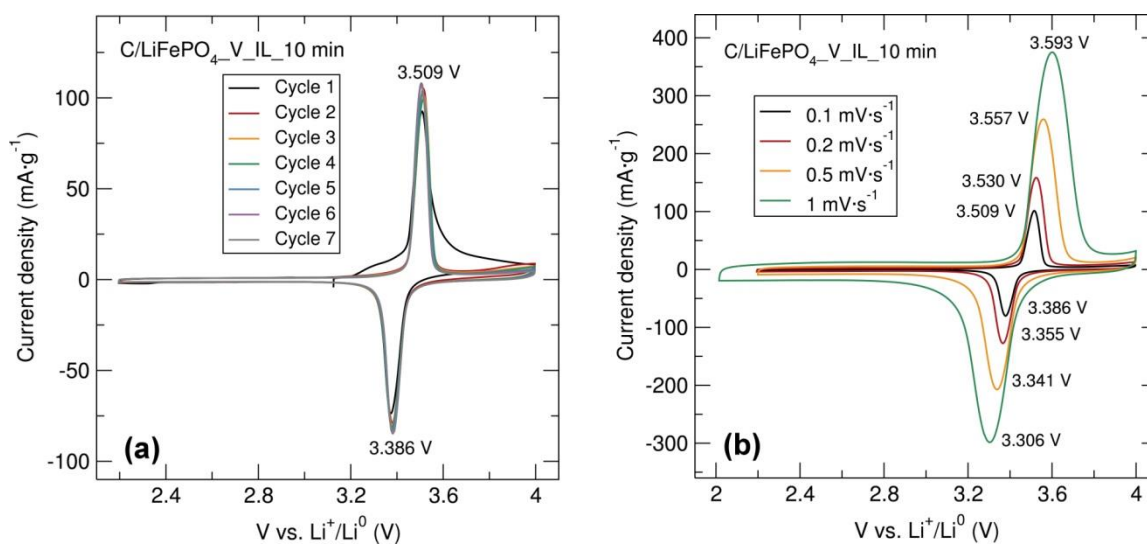 C/LiFePO₄_V_IL_10 min
3.509 V
Cycle 1
Cycle 2
Cycle 3
Cycle 4
Cycle 5
Cycle 6
Cycle 7
100
50
0
-50
-100
Current density (mA·g⁻¹)
3.386 V
(a)
2.4
2.8
3.2
3.6
4
V vs. Li⁺/Li⁰ (V)
C/LiFePO₄_V_IL_10 min
3.593 V
0.1 mV·s⁻¹
0.2 mV·s⁻¹
0.5 mV·s⁻¹
1 mV·s⁻¹
3.557 V
3.530 V
3.509 V
400
300
200
100
0
-100
-200
-300
Current density (mA·g⁻¹)
3.386 V
3.355 V
3.341 V
3.306 V
(b)
2
2.4
2.8
3.2
3.6
4
V vs. Li⁺/Li⁰ (V)